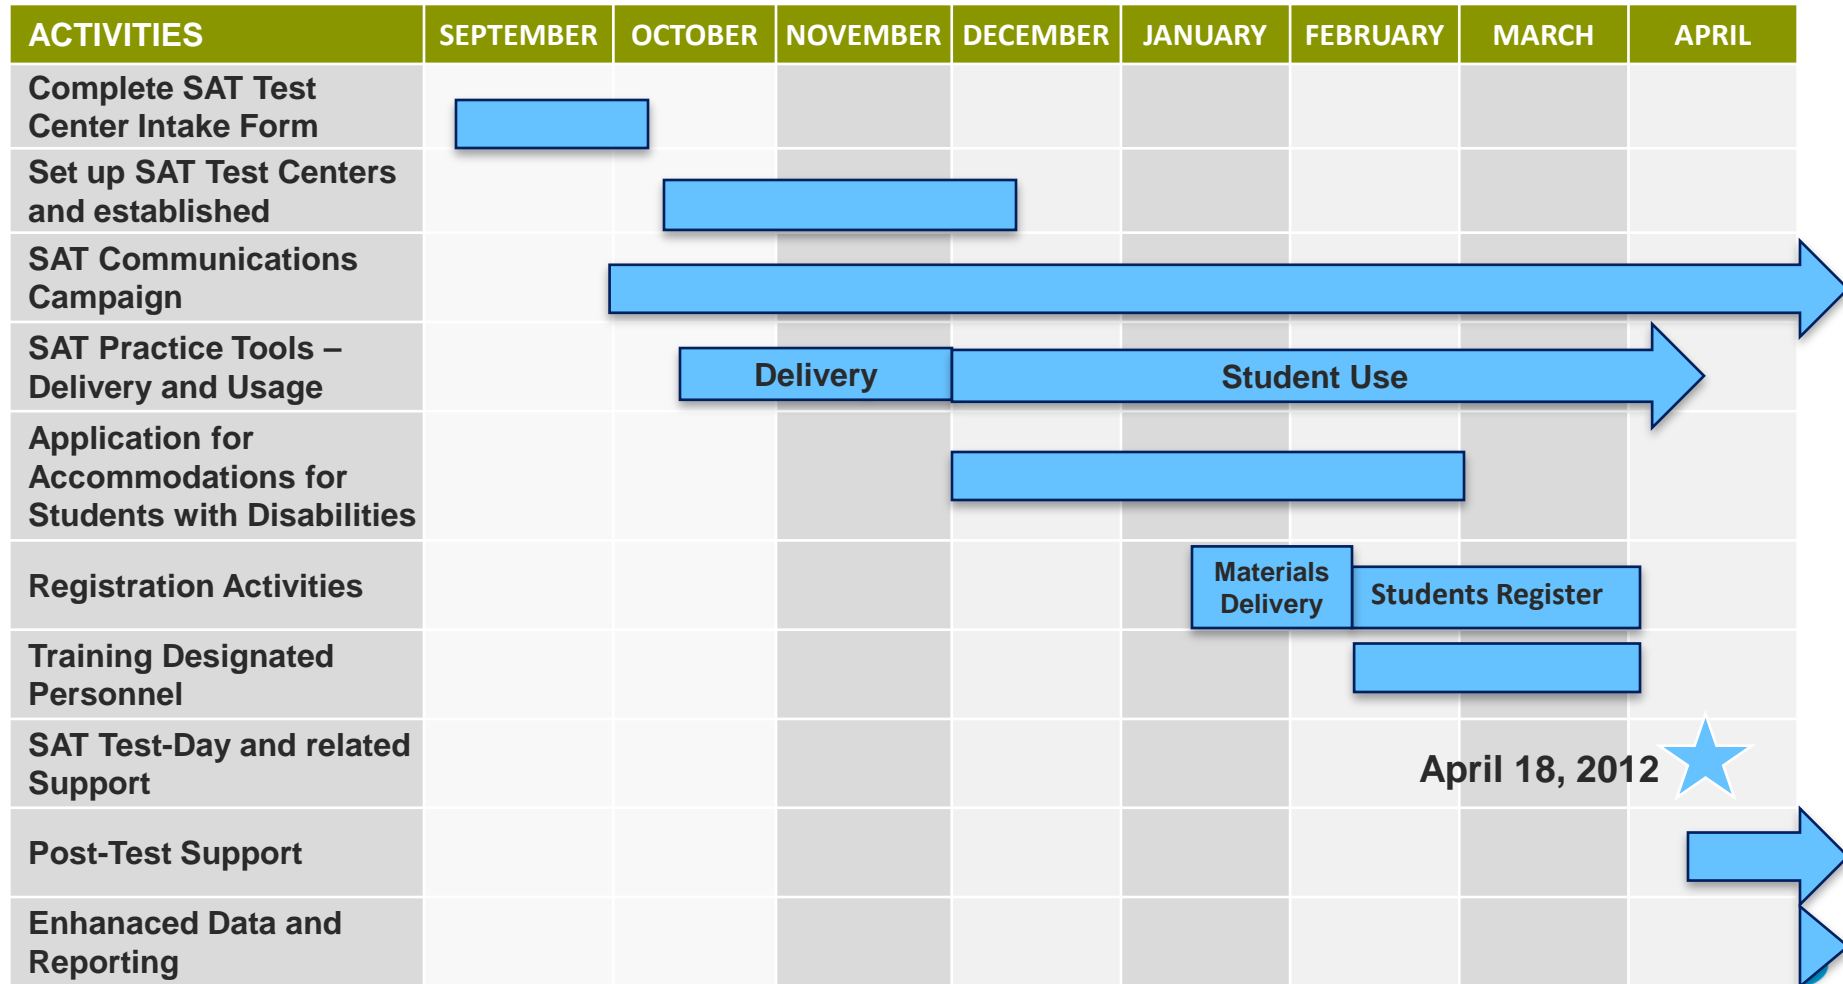 ACTIVITIES SEPTEMBER OCTOBER NOVEMBER DECEMBER JANUARY FEBRUARY MARCH APRIL
Complete SAT Test
Center Intake Form
Set up SAT Test Centers
and established
SAT Communications
Campaign
SAT Practice Tools –
Delivery and Usage
Delivery
Student Use
Application for
Accommodations for
Students with Disabilities
Registration Activities
Materials
Delivery
Students Register
Training Designated
Personnel
SAT Test-Day and related
Support
April 18, 2012
Post-Test Support
Enhanaced Data and
Reporting